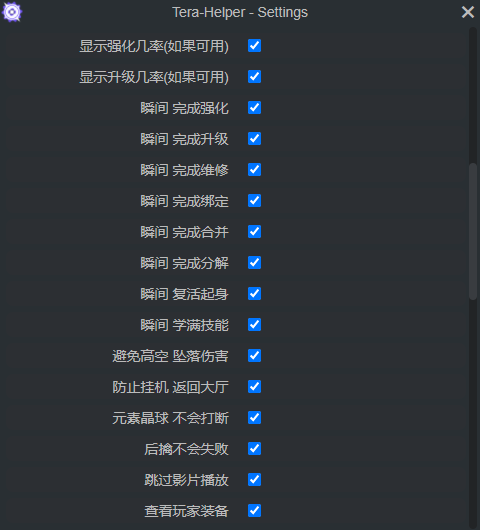 Tera-Helper - Settings
显示强化几率(如果可用)
显示升级几率(如果可用)
瞬间 完成强化
瞬间 完成升级
瞬间 完成维修
瞬间 完成绑定
瞬间 完成合并
瞬间 完成分解
瞬间 复活起身
瞬间 学满技能
避免高空 坠落伤害
防止挂机 返回大厅
元素晶球 不会打断
后擒不会失败
跳过影片播放
查看玩家装备